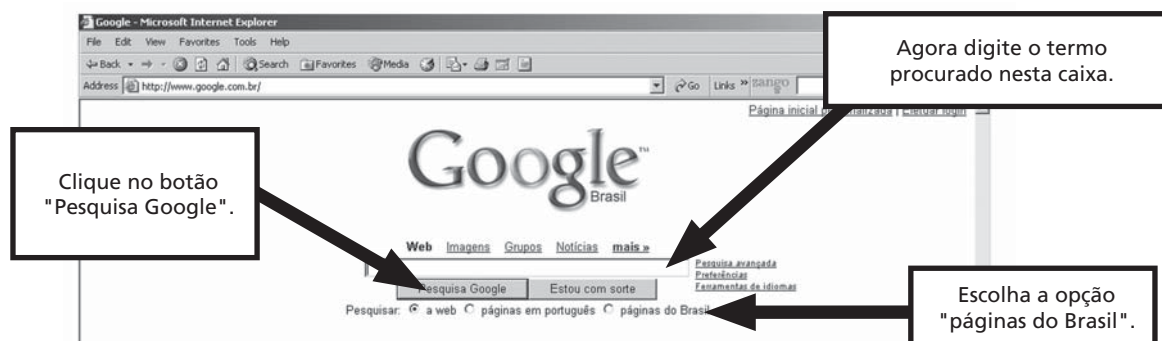 Google - Microsoft Internet Explorer
File Edit View Favorites Tools Help
Back Search Favorites Media
Address http://www.google.com.br/ Go Links » zango
Agora digite o termo
procurado nesta caixa.
Página inicial
Google™
Brasil
Clique no botão
"Pesquisa Google".
Web Imagens Grupos Notícias mais »
Pesquisa avançada
Preferências
Ferramentas de idiomas
Pesquisa Google Estou com sorte
Pesquisar: a web páginas em português páginas do Brasil
Escolha a opção
"páginas do Brasil".